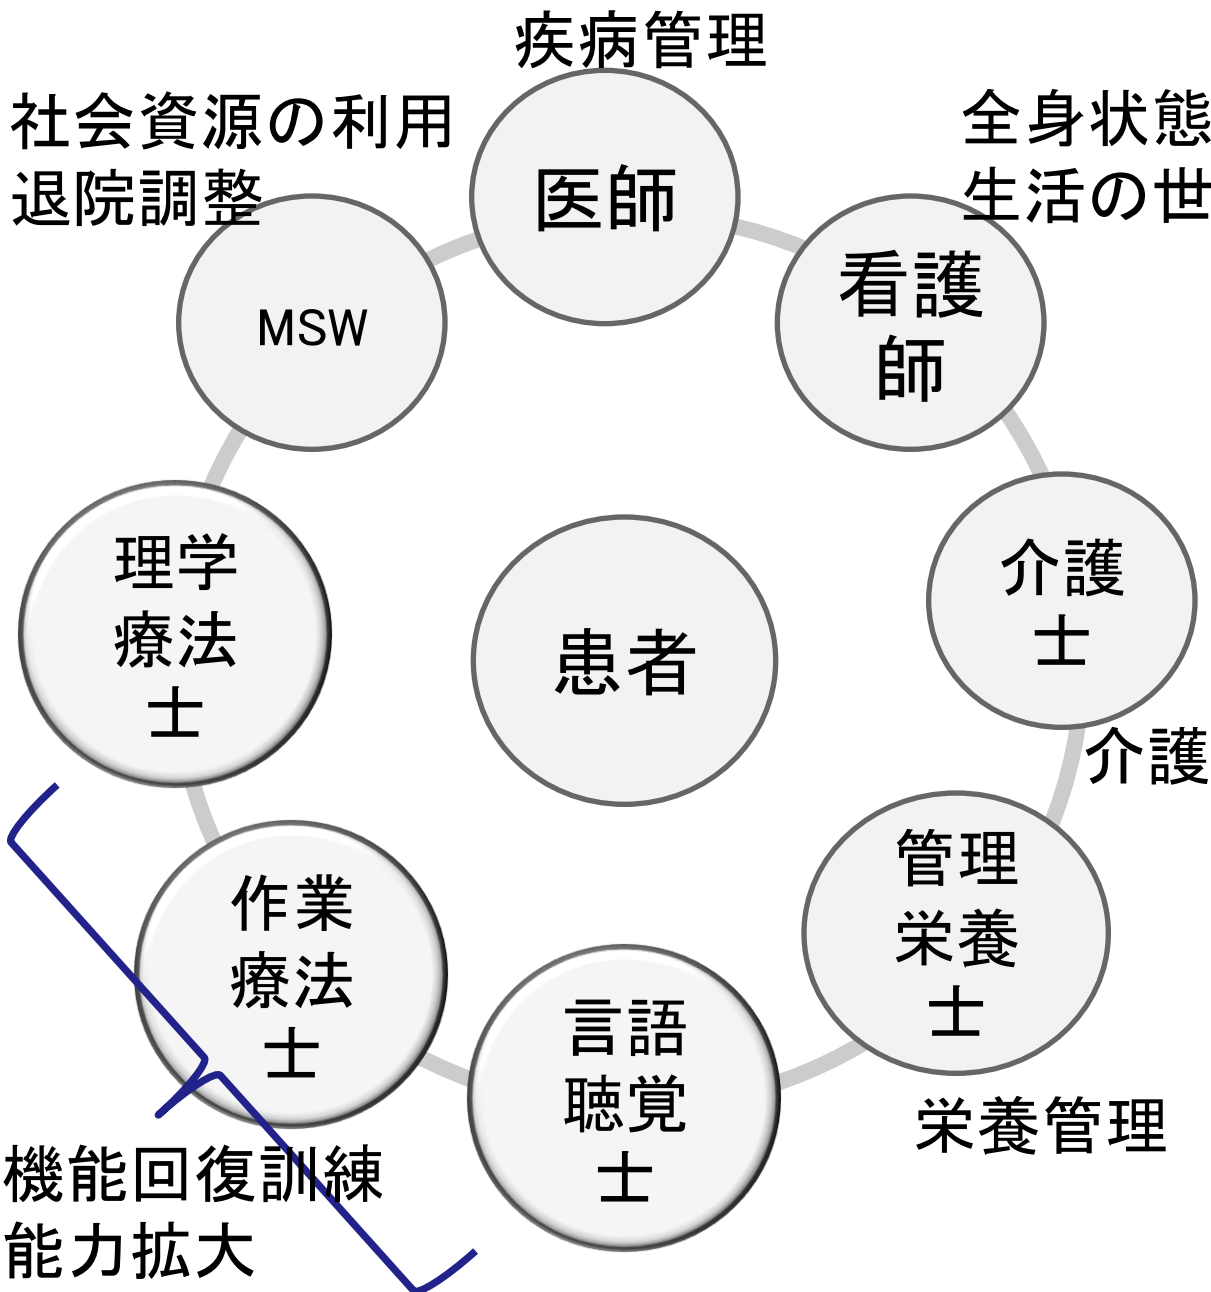 疾病管理
社会資源の利用
退院調整
全身状態
生活の世
医師
看護
師
MSW
介護
士
理学
療法
士
患者
介護
管理
栄養
士
作業
療法
士
言語
聴覚
士
栄養管理
機能回復訓練
能力拡大